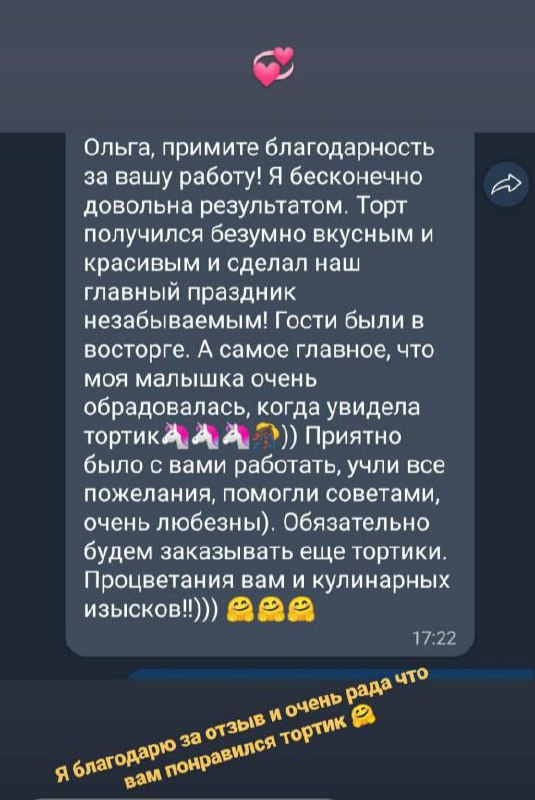 Ольга, примите благодарность
за вашу работу! Я бесконечно
довольна результатом. Торт
получился безумно вкусным и
красивым и сделал наш
главный праздник
незабываемым! Гости были в
восторге. А самое главное, что
моя малышка очень
обрадовалась, когда увидела
тортик🦄🦄🦄🎊)) Приятно
было с вами работать, учли все
пожелания, помогли советами,
очень любезны). Обязательно
будем заказывать еще тортики.
Процветания вам и кулинарных
изысков!!))) 🤗🤗🤗
17:22
Я благодарю за отзыв и очень рада что
вам понравился тортик 🤗